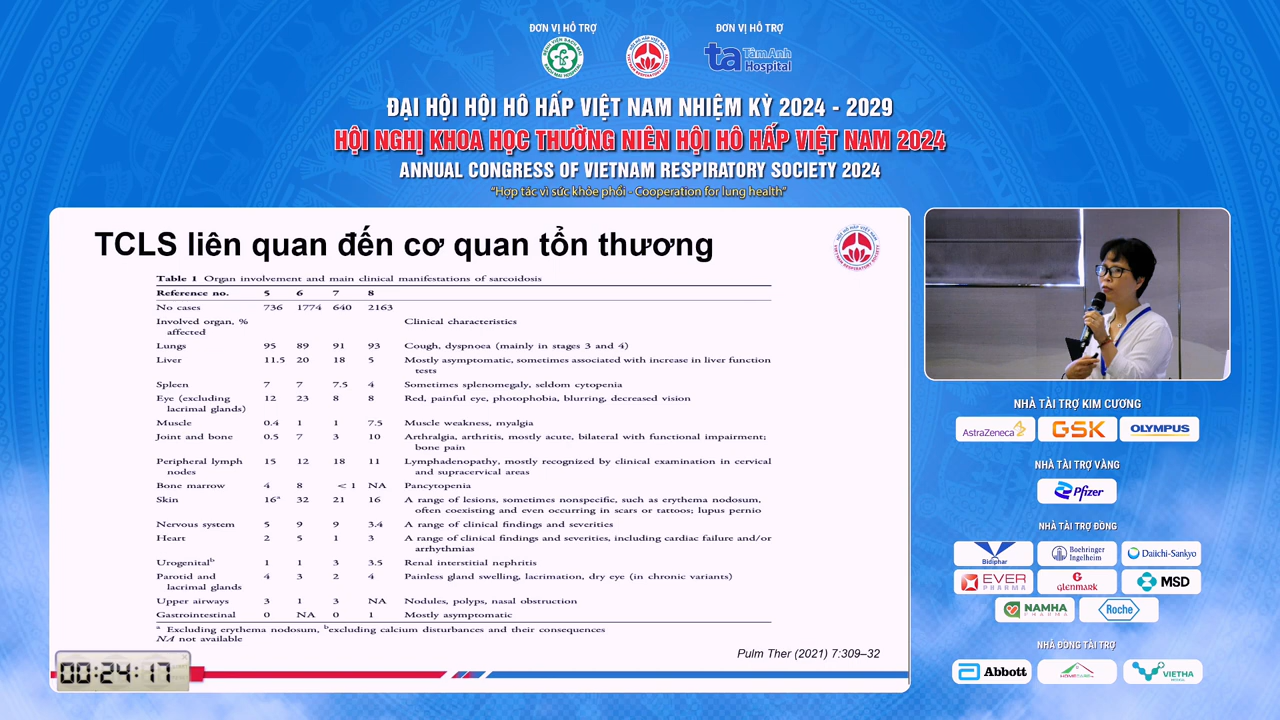 ĐƠN VỊ HỖ TRỢ
ĐƠN VỊ HỖ TRỢ
ta TâmAnh Hospital
ĐẠI HỘI HỘI HÔ HẤP VIỆT NAM NHIỆM KỲ 2024 - 2029
HỘI NGHỊ KHOA HỌC THƯỜNG NIÊN HỘI HÔ HẤP VIỆT NAM 2024
ANNUAL CONGRESS OF VIETNAM RESPIRATORY SOCIETY 2024
"Hợp tác vì sức khỏe phổi - Cooperation for lung health"
TCLS liên quan đến cơ quan tổn thương
Table 1 Organ involvement and main clinical manifestations of sarcoidosis
Reference no. 5 6 7 8
No cases 736 1774 640 2163
Involved organ, % Clinical characteristics
affected
Lungs 95 89 91 93 Cough, dyspnoea (mainly in stages 3 and 4)
Liver 11.5 20 18 5 Mostly asymptomatic, sometimes associated with increase in liver function
tests
Spleen 7 7 7.5 4 Sometimes splenomegaly, seldom cytopenia
Eye (excluding 12 23 8 8 Red, painful eye, photophobia, blurring, decreased vision
lacrimal glands)
Muscle 0.4 1 1 7.5 Muscle weakness, myalgia
Joint and bone 0.5 7 3 10 Arthralgia, arthritis, mostly acute, bilateral with functional impairment;
bone pain
Peripheral lymph 15 12 18 11 Lymphadenopathy, mostly recognized by clinical examination in cervical
nodes and supracervical areas
Bone marrow 4 8 < 1 NA Pancytopenia
Skin 16a 32 21 16 A range of lesions, sometimes nonspecific, such as erythema nodosum,
often coexisting and even occurring in scars or tattoos; lupus pernio
Nervous system 5 9 9 3.4 A range of clinical findings and severities
Heart 2 5 1 3 A range of clinical findings and severities, including cardiac failure and/or
arrhythmias
Urogenitalb 1 1 3 3.5 Renal interstitial nephritis
Parotid and 4 3 2 4 Painless gland swelling, lacrimation, dry eye (in chronic variants)
lacrimal glands
Upper airways 3 1 3 NA Nodules, polyps, nasal obstruction
Gastrointestinal 0 NA 0 1 Mostly asymptomatic
a Excluding erythema nodosum, bexcluding calcium disturbances and their consequences
NA not available
Pulm Ther (2021) 7:309–32
00:24:17
NHÀ TÀI TRỢ KIM CƯƠNG
AstraZeneca GSK OLYMPUS
NHÀ TÀI TRỢ VÀNG
Pfizer
NHÀ TÀI TRỢ ĐỒNG
Bidiphar Boehringer Ingelheim Daiichi-Sankyo
EVER PHARMA GLENMARK MSD
NAMHA PHARMA Roche
NHÀ ĐỒNG TÀI TRỢ
Abbott HOMECARE VIETHA